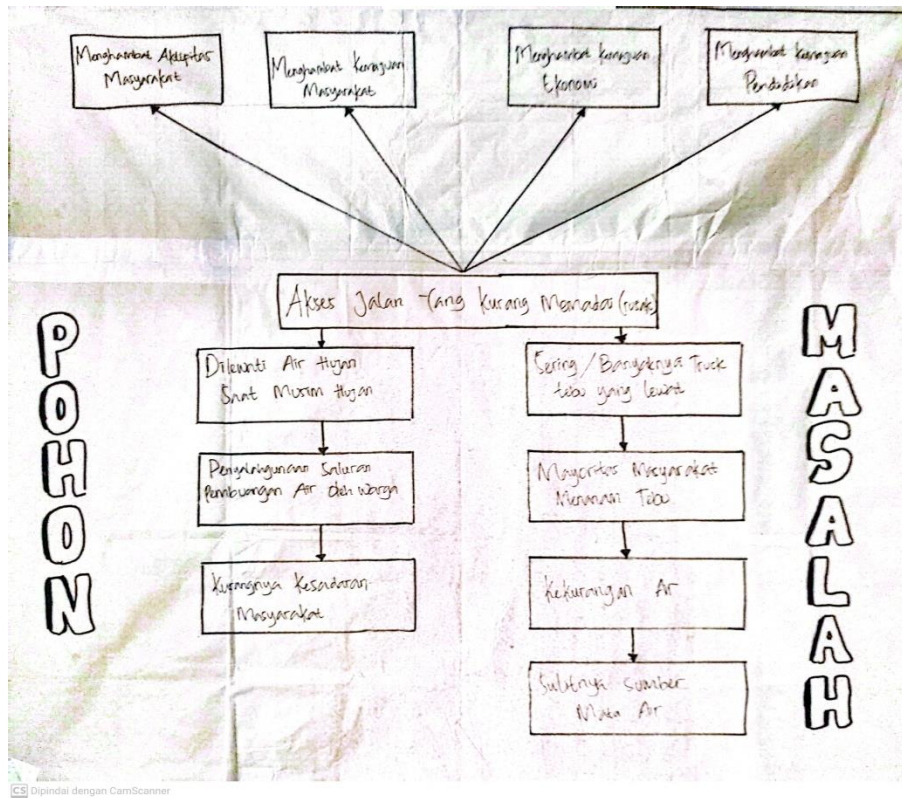 Menghambat Aktifitas
Masyarakat
Menghambat Kemajuan
Masyarakat
Menghambat Kemajuan
Ekonomi
Menghambat Kemajuan
Pendidikan
Akses Jalan Yang Kurang Memadai (rusak)
POHON
MASALAH
Dilewati Air Hujan
Saat Musim Hujan
Sering / Banyaknya Truck
tebu yang lewat
Penyalahgunaan Saluran
Pembuangan Air oleh warga
Mayoritas Masyarakat
Menanam Tebu
Kurangnya Kesadaran
Masyarakat
Kekurangan Air
Sulitnya Sumber
Mata Air
CS Dipindai dengan CamScanner